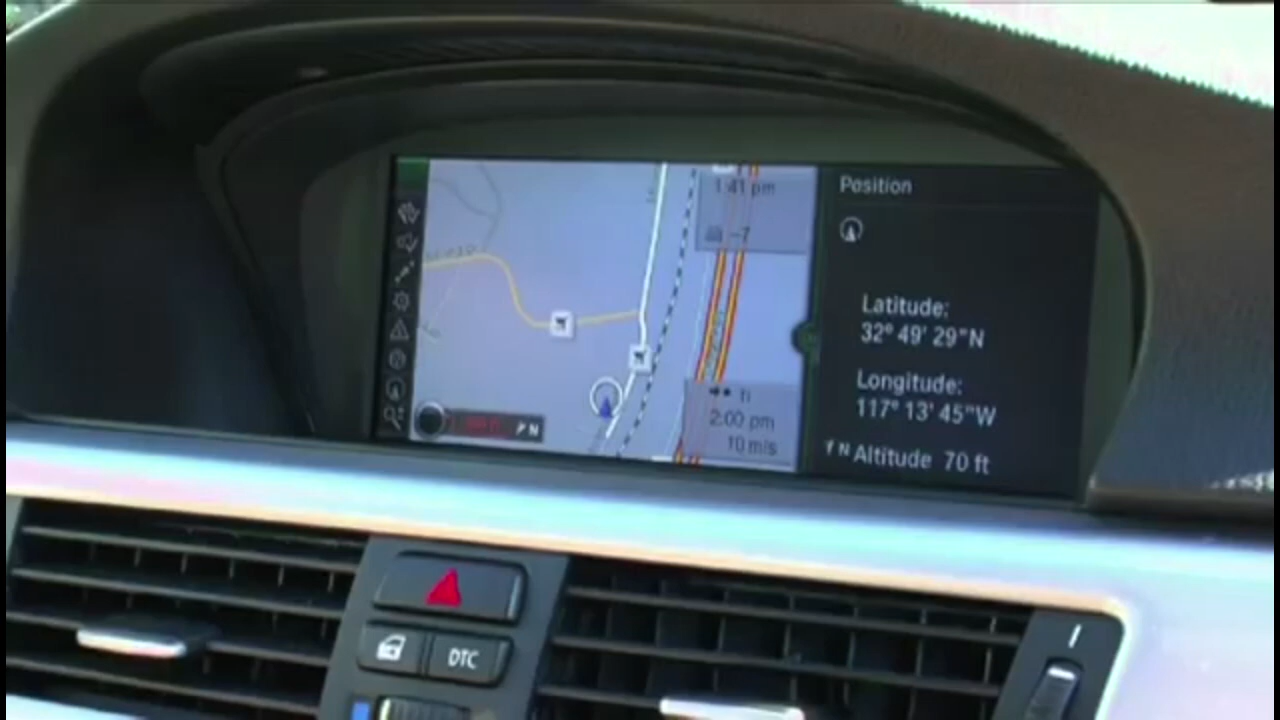 1:41 pm
-7
2:00 pm
10 m/s
N
Position
Latitude:
32° 49' 29"N
Longitude:
117° 13' 45"W
N Altitude 70 ft
DTC